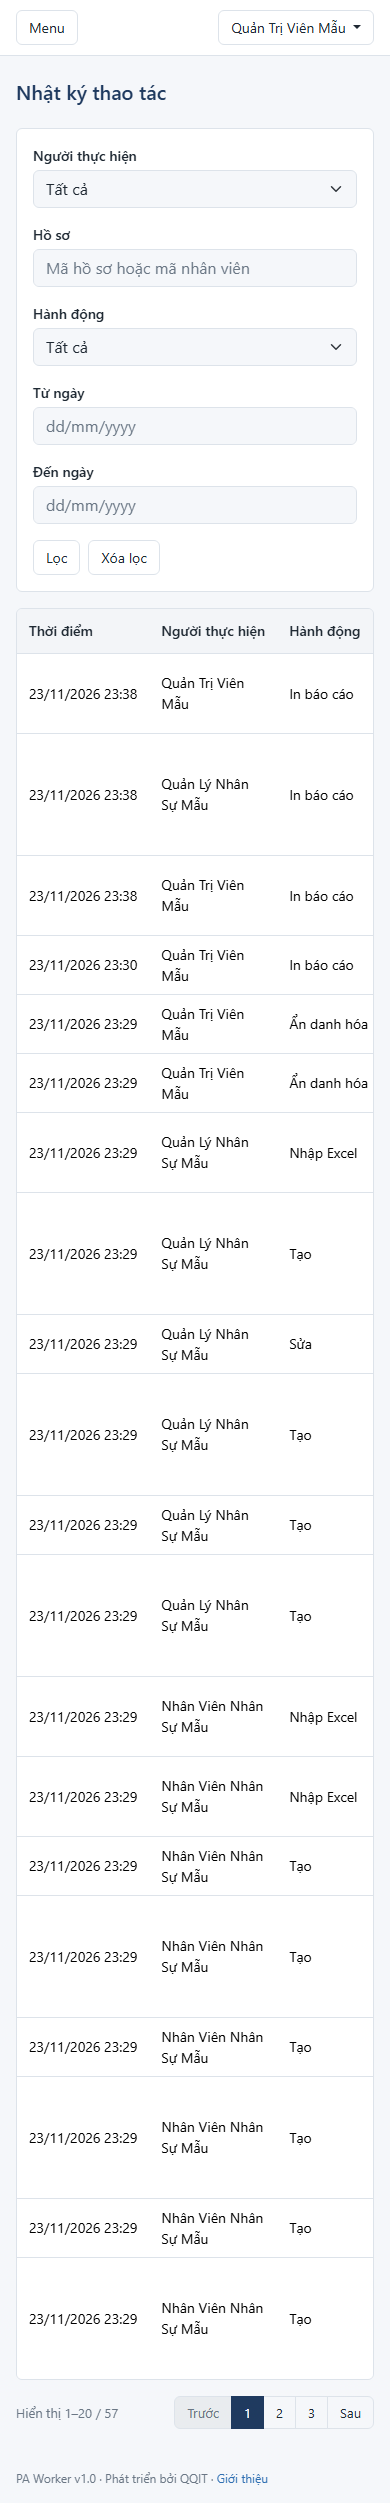 Menu
Quản Trị Viên Mẫu
Nhật ký thao tác
Người thực hiện
Tất cả
Hồ sơ
Mã hồ sơ hoặc mã nhân viên
Hành động
Tất cả
Từ ngày
dd/mm/yyyy
Đến ngày
dd/mm/yyyy
Lọc Xóa lọc
Thời điểm Người thực hiện Hành động
23/11/2026 23:38 Quản Trị Viên Mẫu In báo cáo
23/11/2026 23:38 Quản Lý Nhân Sự Mẫu In báo cáo
23/11/2026 23:38 Quản Trị Viên Mẫu In báo cáo
23/11/2026 23:30 Quản Trị Viên Mẫu In báo cáo
23/11/2026 23:29 Quản Trị Viên Mẫu Ẩn danh hóa
23/11/2026 23:29 Quản Trị Viên Mẫu Ẩn danh hóa
23/11/2026 23:29 Quản Lý Nhân Sự Mẫu Nhập Excel
23/11/2026 23:29 Quản Lý Nhân Sự Mẫu Tạo
23/11/2026 23:29 Quản Lý Nhân Sự Mẫu Sửa
23/11/2026 23:29 Quản Lý Nhân Sự Mẫu Tạo
23/11/2026 23:29 Quản Lý Nhân Sự Mẫu Tạo
23/11/2026 23:29 Quản Lý Nhân Sự Mẫu Tạo
23/11/2026 23:29 Nhân Viên Nhân Sự Mẫu Nhập Excel
23/11/2026 23:29 Nhân Viên Nhân Sự Mẫu Nhập Excel
23/11/2026 23:29 Nhân Viên Nhân Sự Mẫu Tạo
23/11/2026 23:29 Nhân Viên Nhân Sự Mẫu Tạo
23/11/2026 23:29 Nhân Viên Nhân Sự Mẫu Tạo
23/11/2026 23:29 Nhân Viên Nhân Sự Mẫu Tạo
23/11/2026 23:29 Nhân Viên Nhân Sự Mẫu Tạo
23/11/2026 23:29 Nhân Viên Nhân Sự Mẫu Tạo
Hiển thị 1–20 / 57 Trước 1 2 3 Sau
PA Worker v1.0 · Phát triển bởi QQIT · Giới thiệu